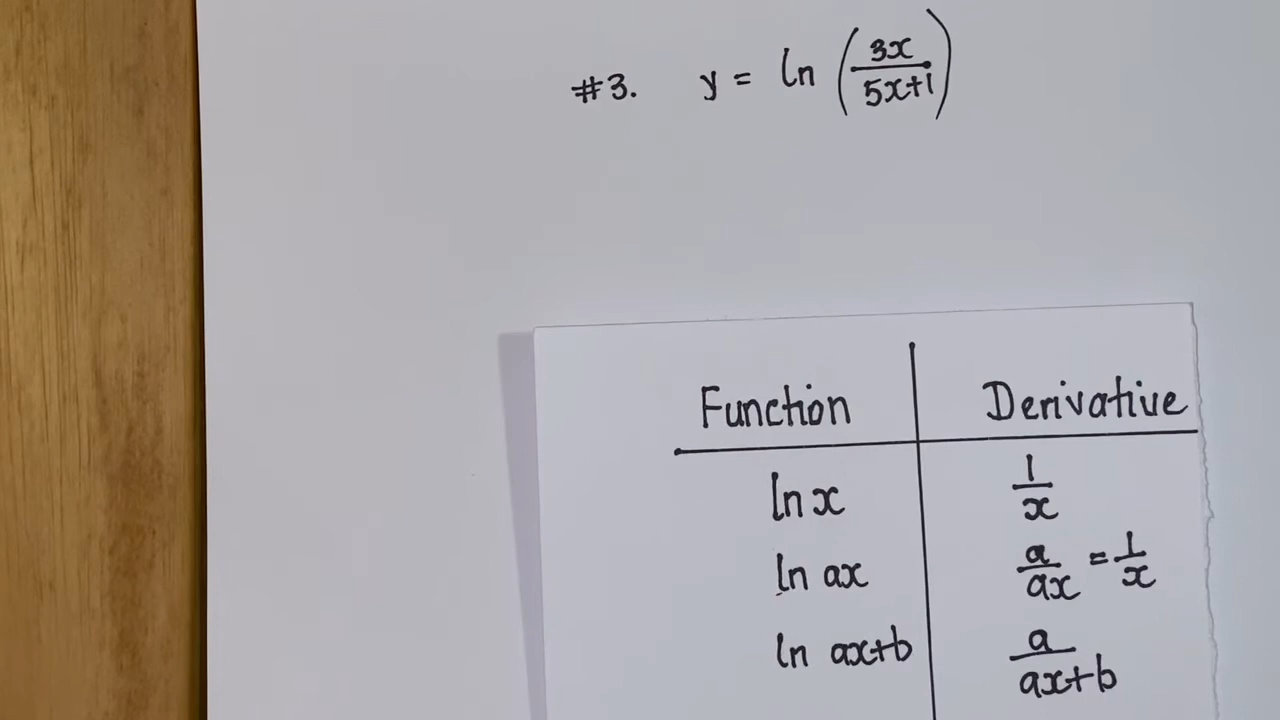 #3. y = ln (3x/5x+1)
Function Derivative
ln x 1/x
ln ax a/ax = 1/x
ln ax+b a/ax+b